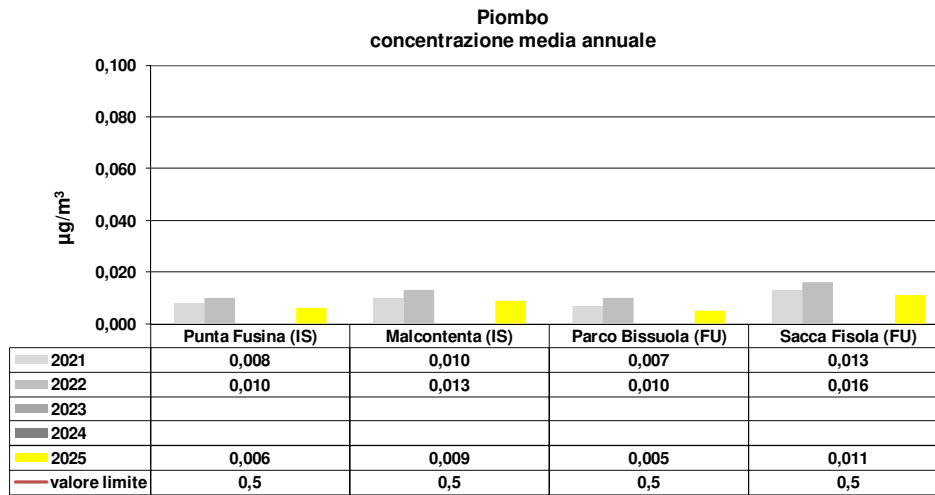 Piombo
concentrazione media annuale
0,100
0,080
0,060
0,040
0,020
0,000
µg/m³
Punta Fusina (IS) Malcontenta (IS) Parco Bissuola (FU) Sacca Fisola (FU)
2021 0,008 0,010 0,007 0,013
2022 0,010 0,013 0,010 0,016
2023
2024
2025 0,006 0,009 0,005 0,011
valore limite 0,5 0,5 0,5 0,5